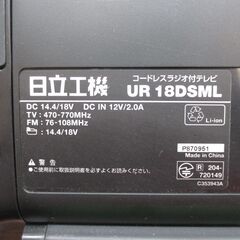 日立工機
コードレスラジオ付テレビ
UR 18DSML
DC 14.4/18V DC IN 12V/2.0A
TV : 470-770MHz
FM : 76-108MHz
: 14.4/18V
Li-ion
P870951
Made in China
ご使用前に取扱説明書を必ずお読みください。
R 204-
720149
C353943A